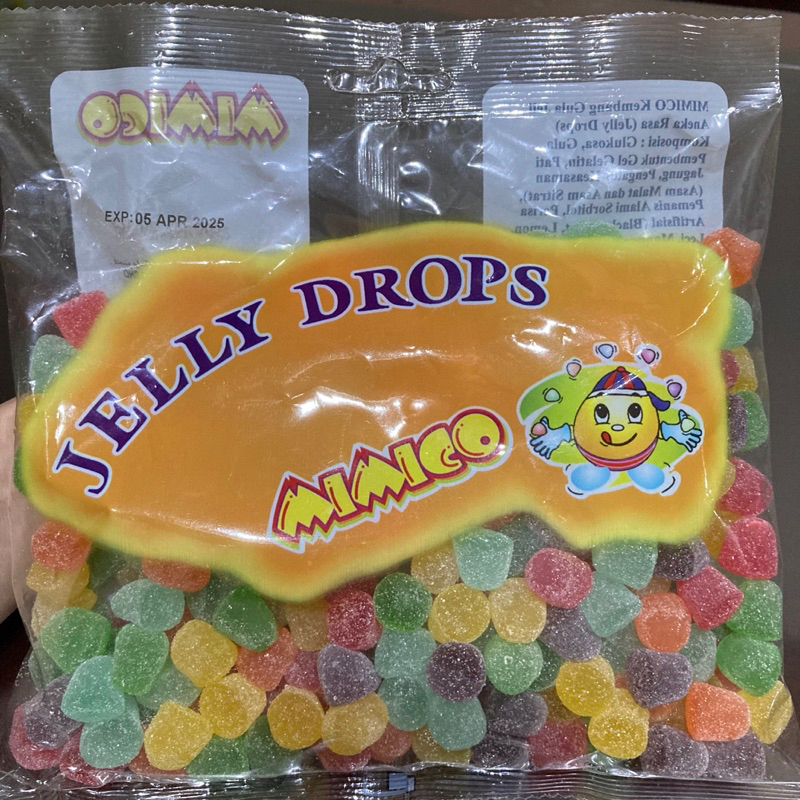 MIMICO
MIMICO Kembang Gula Jeli
Aneka Rasa (Jelly Drops)
Komposisi : Glukosa, Gula,
Pembentuk Gel Gelatin, Pati
Jagung, Pengatur Keasaman
(Asam Malat dan Asam Sitrat),
Pemanis Alami Sorbitol, Perisa
Artifisial
EXP:05 APR 2025
JELLY DROPS
MIMICO